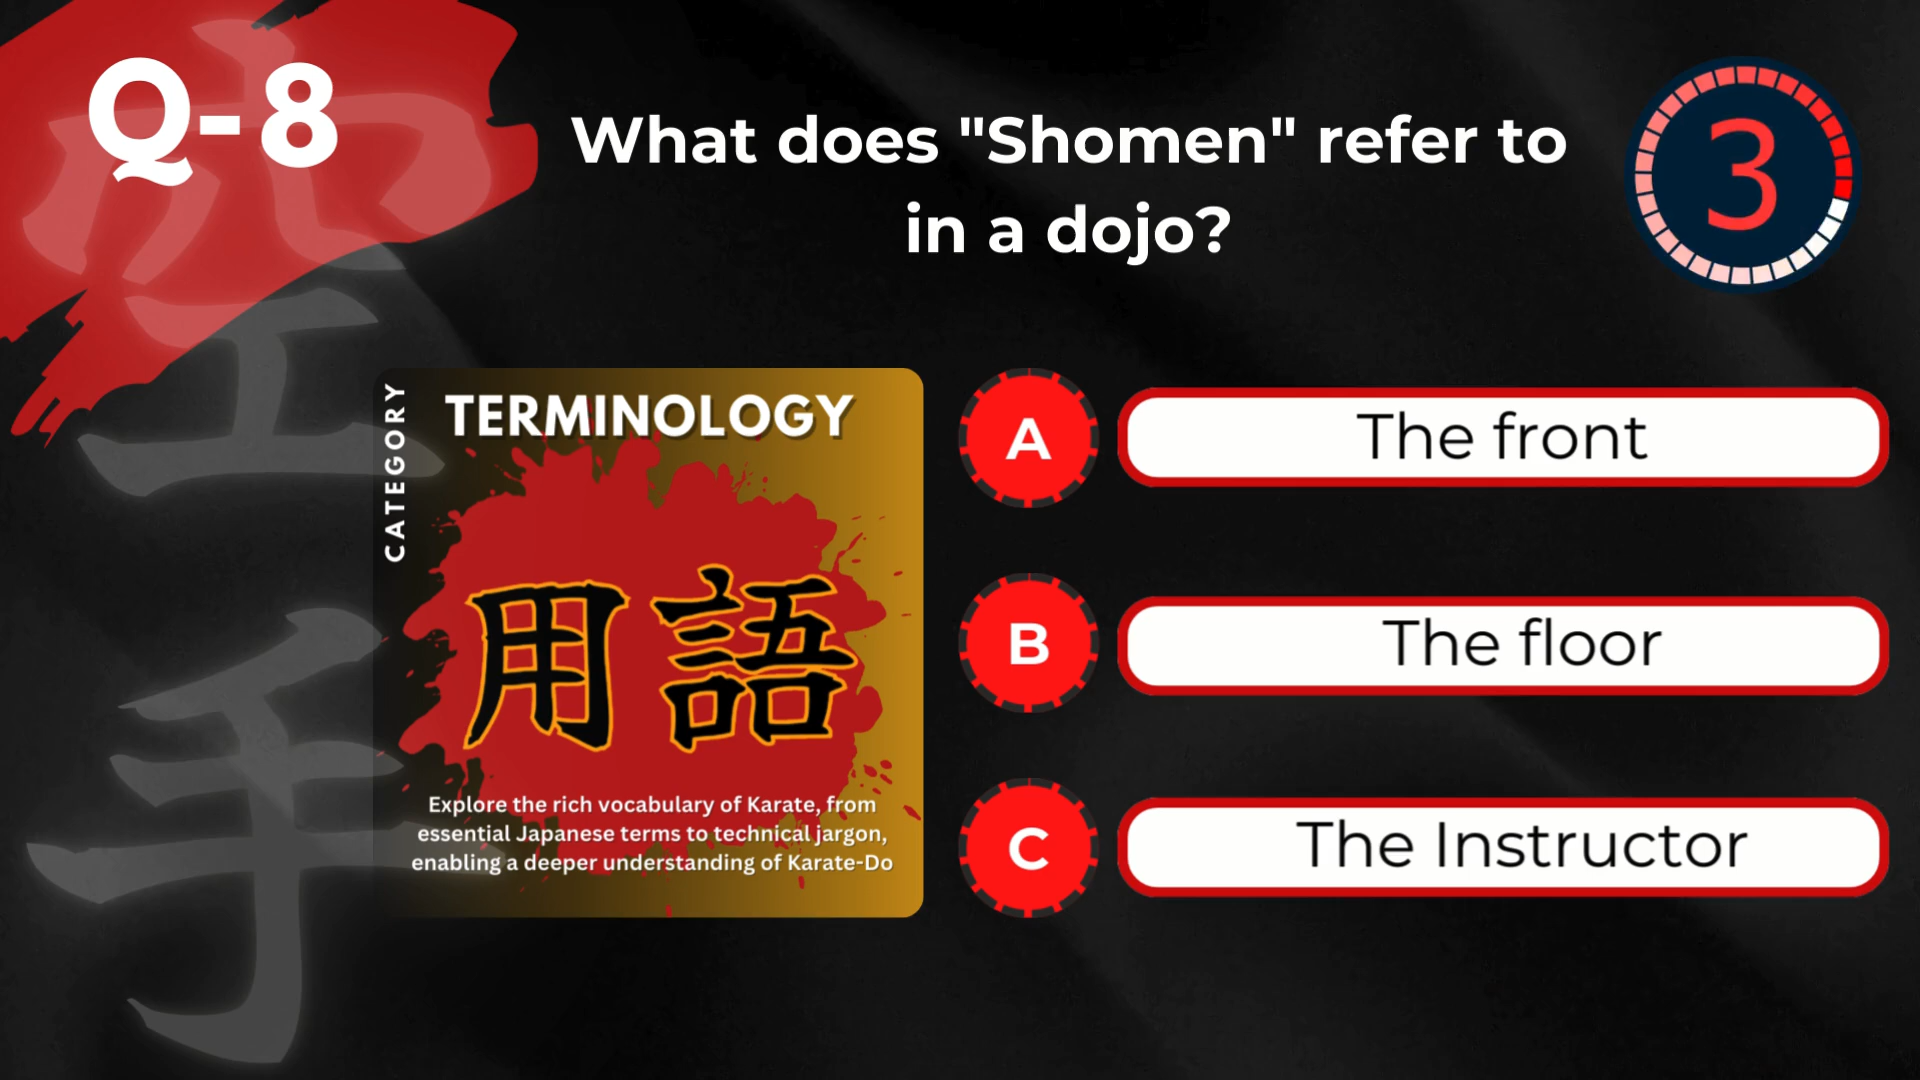 Q-8
What does "Shomen" refer to
in a dojo?
3
空手
CATEGORY
TERMINOLOGY
用語
Explore the rich vocabulary of Karate, from
essential Japanese terms to technical jargon,
enabling a deeper understanding of Karate-Do
A
The front
B
The floor
C
The Instructor